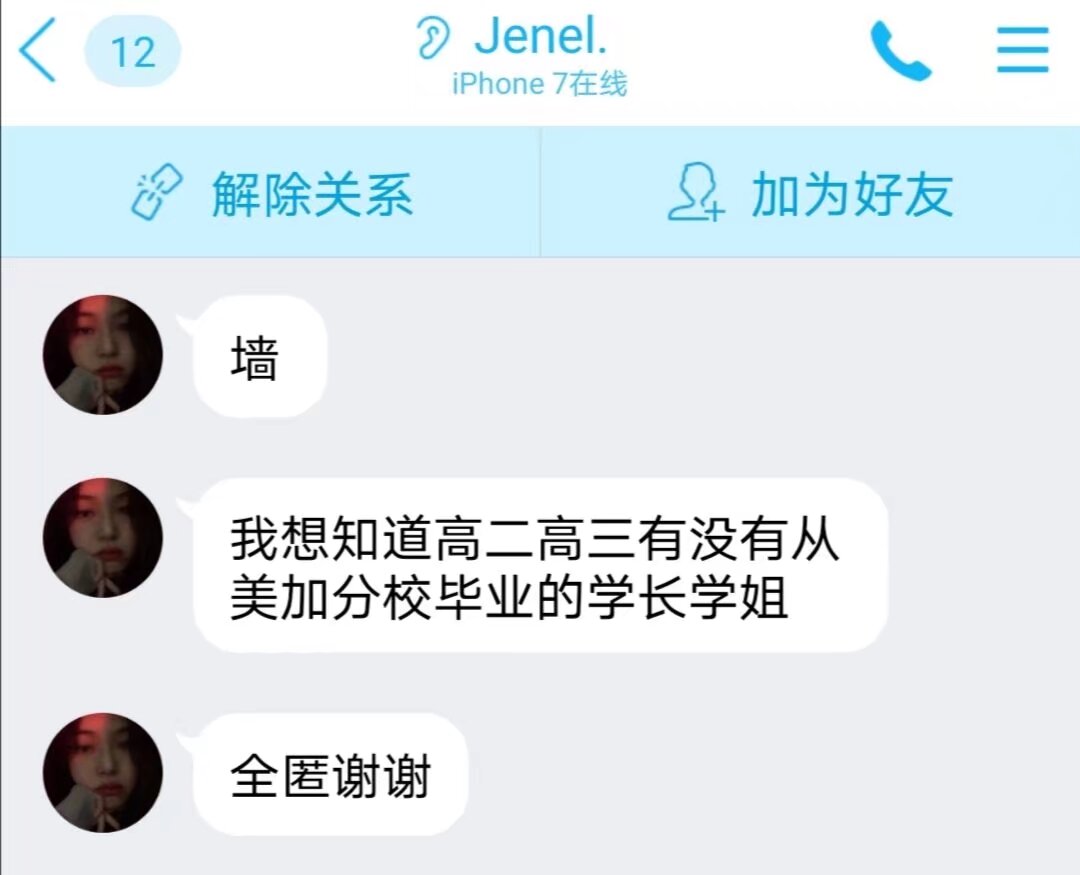 12
Jenel.
iPhone 7在线
解除关系
加为好友
墙
我想知道高二高三有没有从
美加分校毕业的学长学姐
全匿谢谢